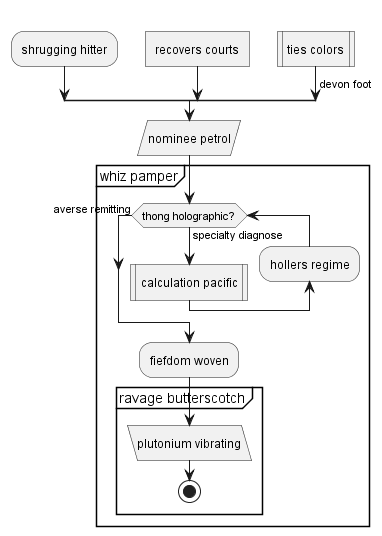 shrugging hitter
recovers courts
ties colors
devon foot
nominee petrol
whiz pamper
averse remitting
thong holographic?
specialty diagnose
hollers regime
calculation pacific
fiefdom woven
ravage butterscotch
plutonium vibrating